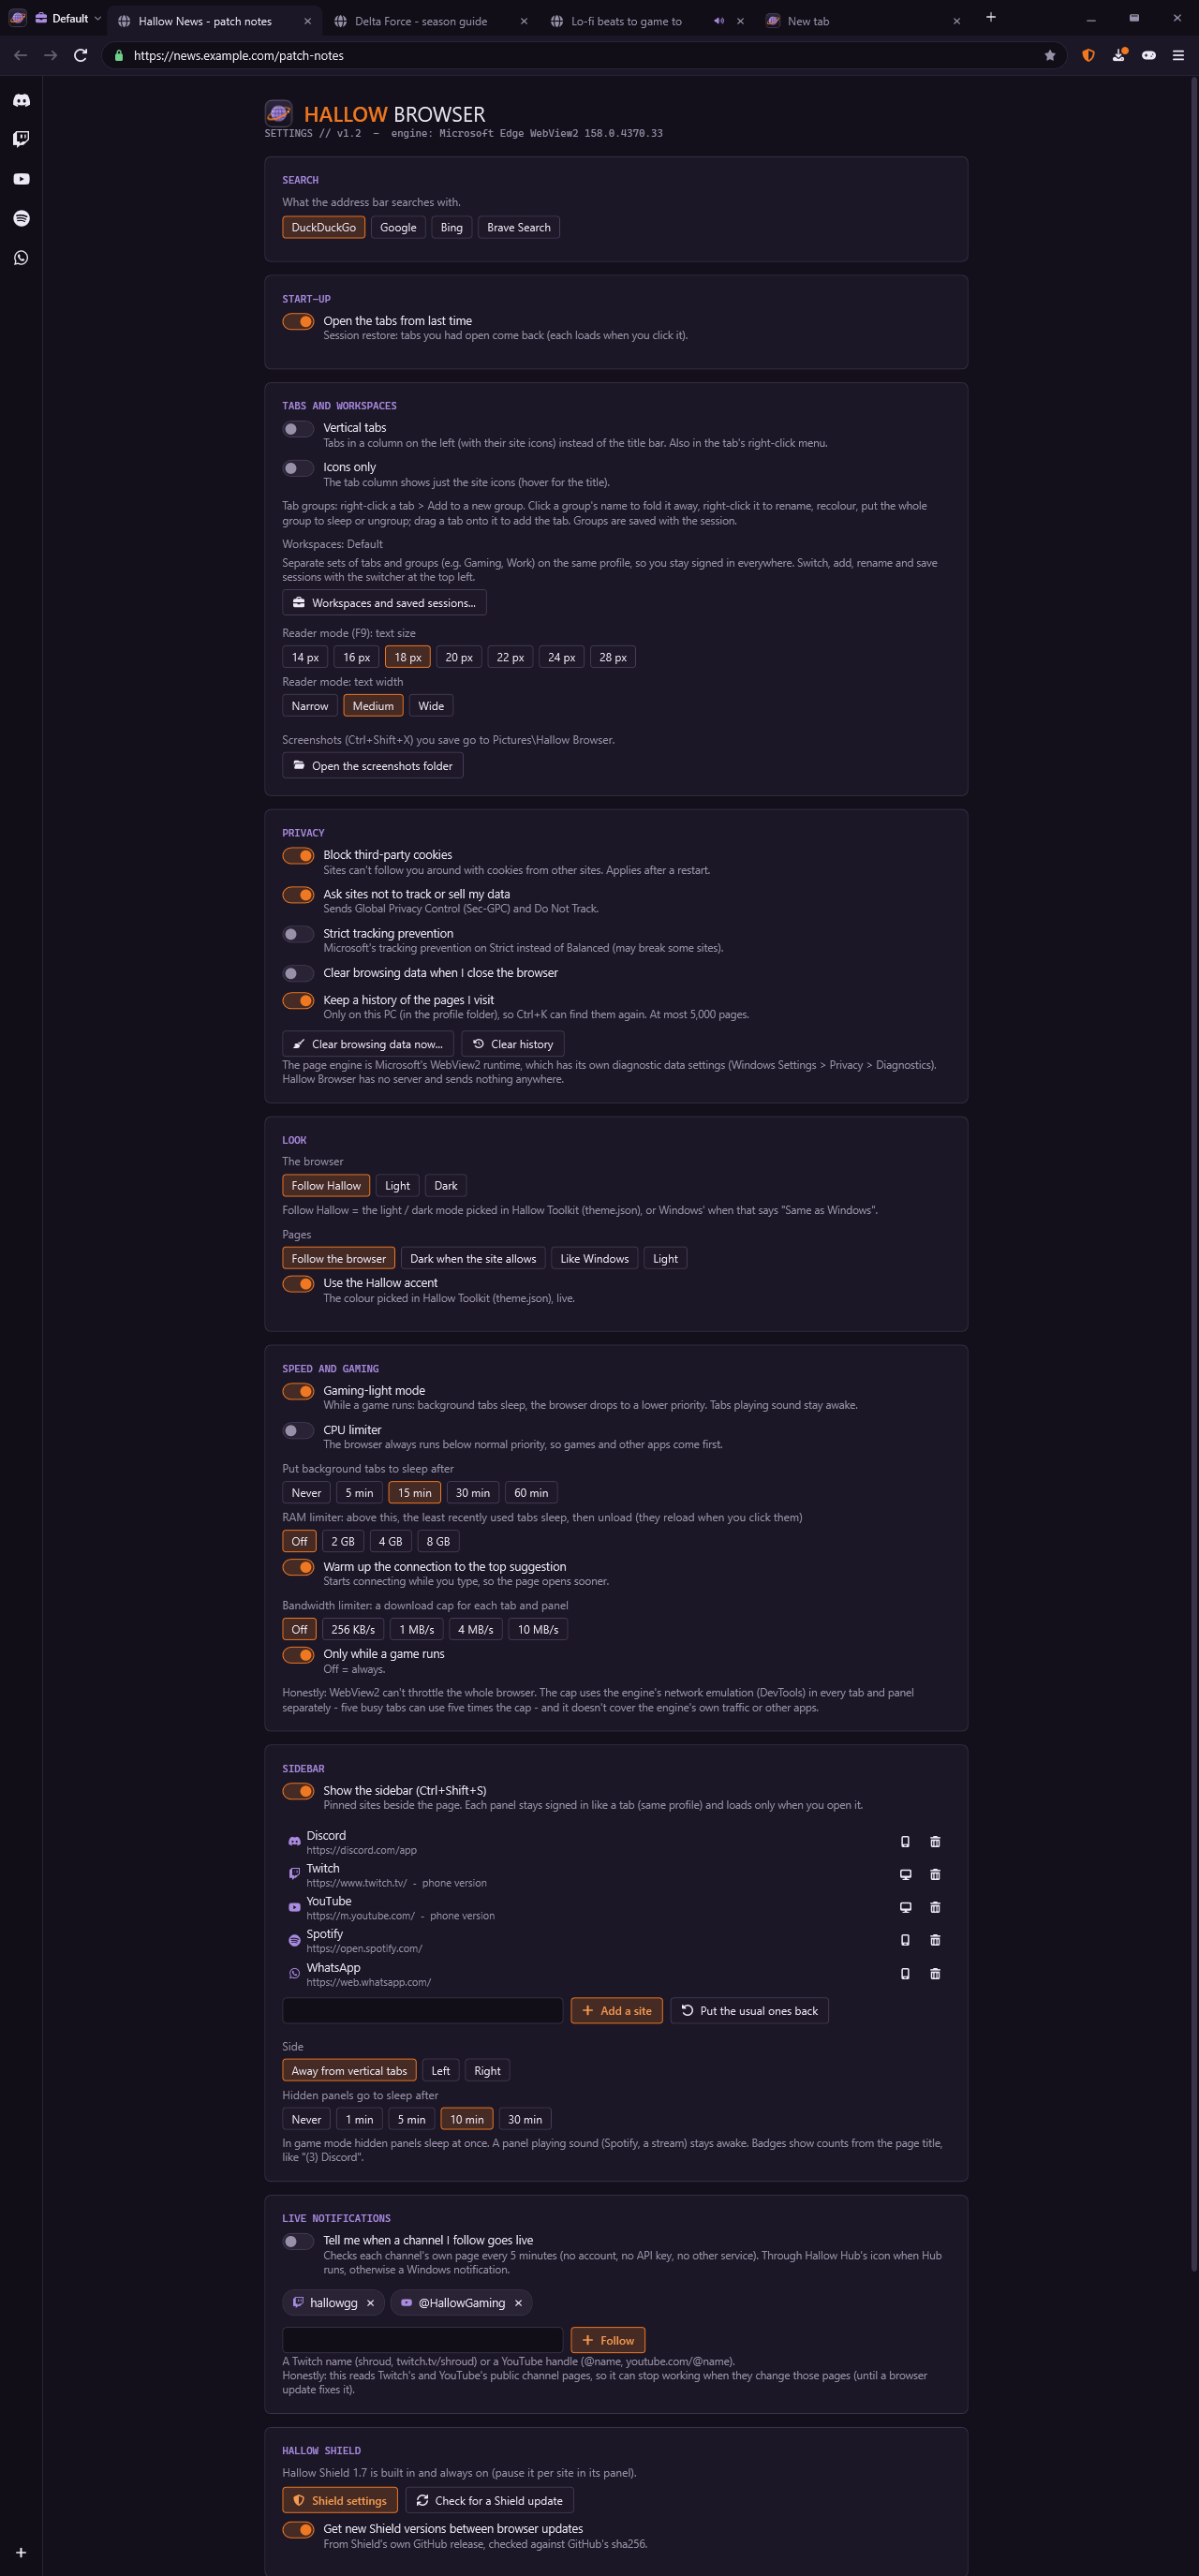 Default
Hallow News - patch notes
Delta Force - season guide
Lo-fi beats to game to
New tab
https://news.example.com/patch-notes
HALLOW BROWSER
SETTINGS // v1.2 - engine: Microsoft Edge WebView2 158.0.4370.33
SEARCH
What the address bar searches with.
DuckDuckGo Google Bing Brave Search
START-UP
Open the tabs from last time
Session restore: tabs you had open come back (each loads when you click it).
TABS AND WORKSPACES
Vertical tabs
Tabs in a column on the left (with their site icons) instead of the title bar. Also in the tab's right-click menu.
Icons only
The tab column shows just the site icons (hover for the title).
Tab groups: right-click a tab > Add to a new group. Click a group's name to fold it away, right-click it to rename, recolour, put the whole
group to sleep or ungroup; drag a tab onto it to add the tab. Groups are saved with the session.
Workspaces: Default
Separate sets of tabs and groups (e.g. Gaming, Work) on the same profile, so you stay signed in everywhere. Switch, add, rename and save
sessions with the switcher at the top left.
Workspaces and saved sessions...
Reader mode (F9): text size
14 px 16 px 18 px 20 px 22 px 24 px 28 px
Reader mode: text width
Narrow Medium Wide
Screenshots (Ctrl+Shift+X) you save go to Pictures\Hallow Browser.
Open the screenshots folder
PRIVACY
Block third-party cookies
Sites can't follow you around with cookies from other sites. Applies after a restart.
Ask sites not to track or sell my data
Sends Global Privacy Control (Sec-GPC) and Do Not Track.
Strict tracking prevention
Microsoft's tracking prevention on Strict instead of Balanced (may break some sites).
Clear browsing data when I close the browser
Keep a history of the pages I visit
Only on this PC (in the profile folder), so Ctrl+K can find them again. At most 5,000 pages.
Clear browsing data now... Clear history
The page engine is Microsoft's WebView2 runtime, which has its own diagnostic data settings (Windows Settings > Privacy > Diagnostics).
Hallow Browser has no server and sends nothing anywhere.
LOOK
The browser
Follow Hallow Light Dark
Follow Hallow = the light / dark mode picked in Hallow Toolkit (theme.json), or Windows' when that says "Same as Windows".
Pages
Follow the browser Dark when the site allows Like Windows Light
Use the Hallow accent
The colour picked in Hallow Toolkit (theme.json), live.
SPEED AND GAMING
Gaming-light mode
While a game runs: background tabs sleep, the browser drops to a lower priority. Tabs playing sound stay awake.
CPU limiter
The browser always runs below normal priority, so games and other apps come first.
Put background tabs to sleep after
Never 5 min 15 min 30 min 60 min
RAM limiter: above this, the least recently used tabs sleep, then unload (they reload when you click them)
Off 2 GB 4 GB 8 GB
Warm up the connection to the top suggestion
Starts connecting while you type, so the page opens sooner.
Bandwidth limiter: a download cap for each tab and panel
Off 256 KB/s 1 MB/s 4 MB/s 10 MB/s
Only while a game runs
Off = always.
Honestly: WebView2 can't throttle the whole browser. The cap uses the engine's network emulation (DevTools) in every tab and panel
separately - five busy tabs can use five times the cap - and it doesn't cover the engine's own traffic or other apps.
SIDEBAR
Show the sidebar (Ctrl+Shift+S)
Pinned sites beside the page. Each panel stays signed in like a tab (same profile) and loads only when you open it.
Discord
https://discord.com/app
Twitch
https://www.twitch.tv/ - phone version
YouTube
https://m.youtube.com/ - phone version
Spotify
https://open.spotify.com/
WhatsApp
https://web.whatsapp.com/
Add a site Put the usual ones back
Side
Away from vertical tabs Left Right
Hidden panels go to sleep after
Never 1 min 5 min 10 min 30 min
In game mode hidden panels sleep at once. A panel playing sound (Spotify, a stream) stays awake. Badges show counts from the page title,
like "(3) Discord".
LIVE NOTIFICATIONS
Tell me when a channel I follow goes live
Checks each channel's own page every 5 minutes (no account, no API key, no other service). Through Hallow Hub's icon when Hub
runs, otherwise a Windows notification.
hallowgg @HallowGaming
Follow
A Twitch name (shroud, twitch.tv/shroud) or a YouTube handle (@name, youtube.com/@name).
Honestly: this reads Twitch's and YouTube's public channel pages, so it can stop working when they change those pages (until a browser
update fixes it).
HALLOW SHIELD
Hallow Shield 1.7 is built in and always on (pause it per site in its panel).
Shield settings Check for a Shield update
Get new Shield versions between browser updates
From Shield's own GitHub release, checked against GitHub's sha256.